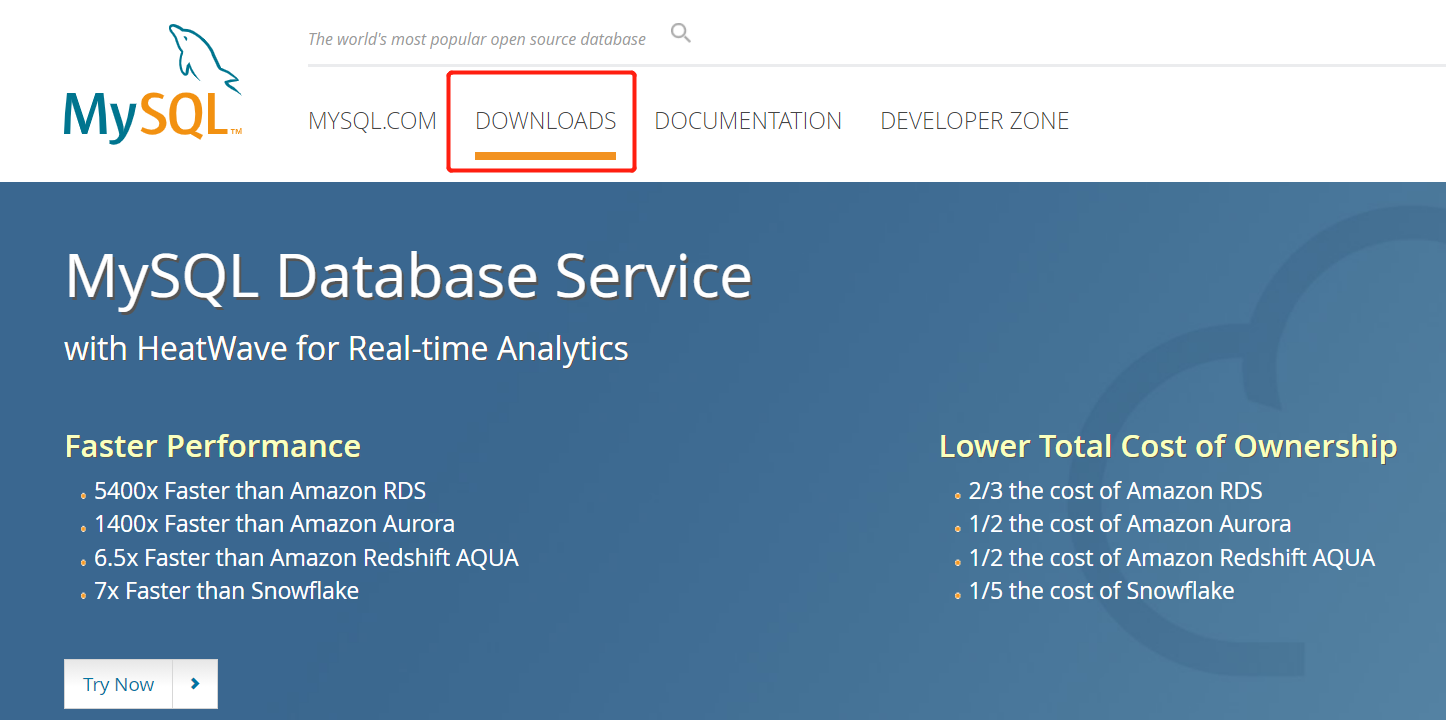 The world's most popular open source database
MySQL™
MYSQL.COM DOWNLOADS DOCUMENTATION DEVELOPER ZONE
MySQL Database Service
with HeatWave for Real-time Analytics
Faster Performance
5400x Faster than Amazon RDS
1400x Faster than Amazon Aurora
6.5x Faster than Amazon Redshift AQUA
7x Faster than Snowflake
Lower Total Cost of Ownership
2/3 the cost of Amazon RDS
1/2 the cost of Amazon Aurora
1/2 the cost of Amazon Redshift AQUA
1/5 the cost of Snowflake
Try Now